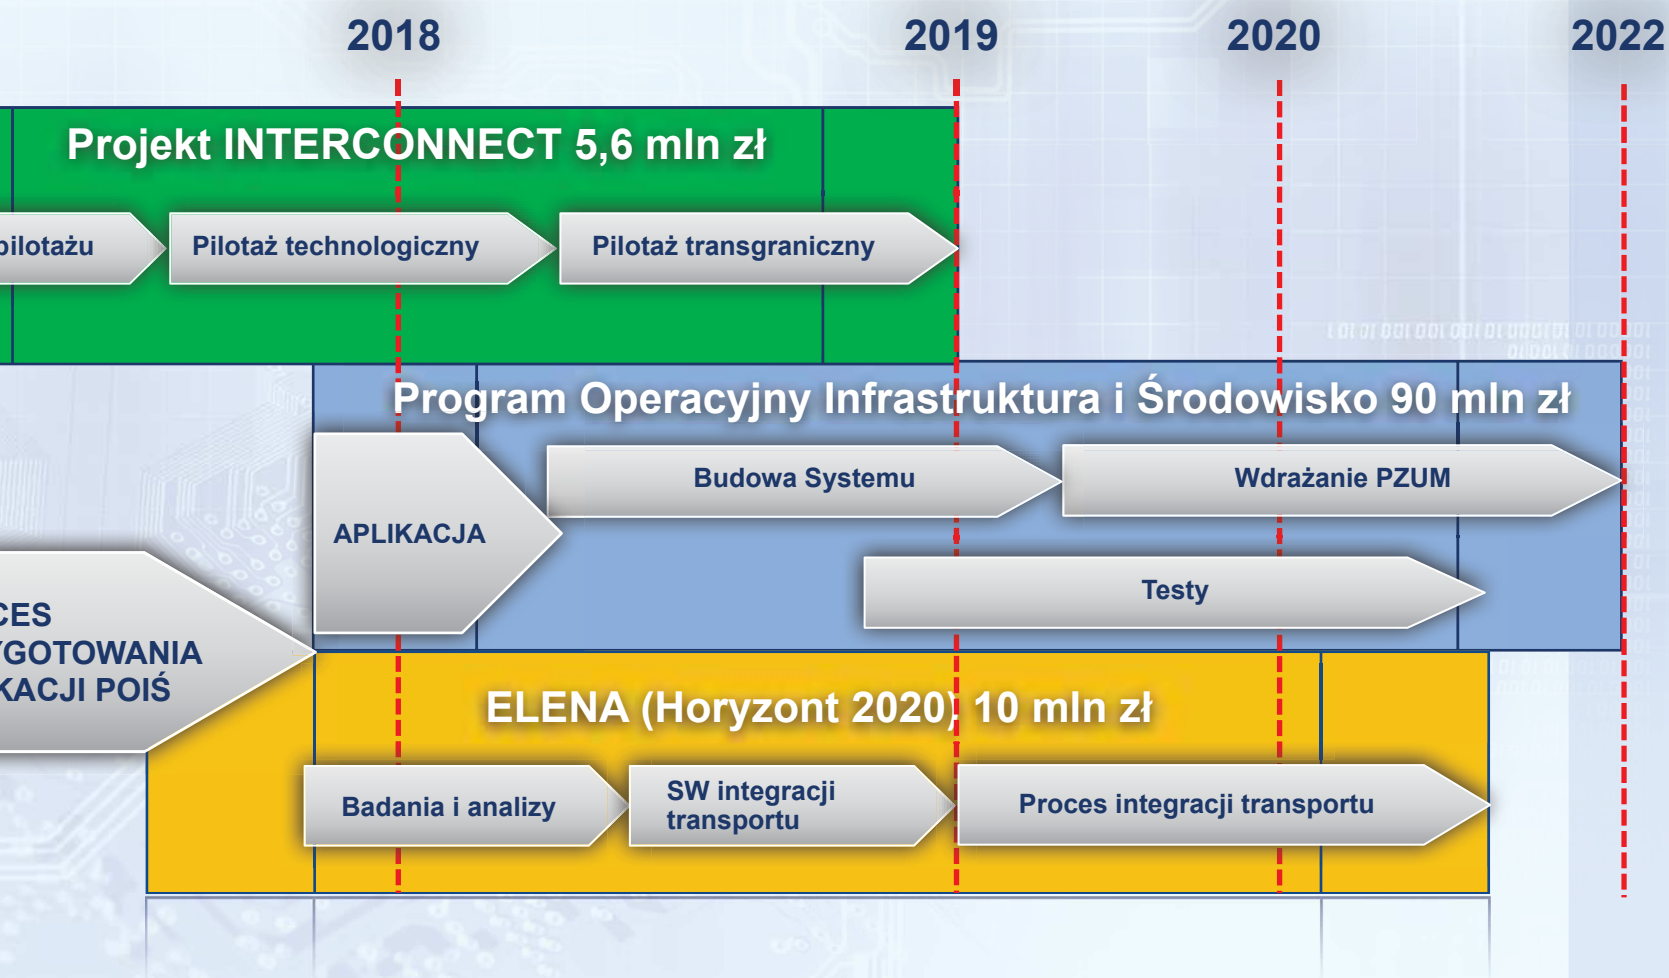 2018
2019
2020
2022
Projekt INTERCONNECT 5,6 mln zł
pilotażu
Pilotaż technologiczny
Pilotaż transgraniczny
Program Operacyjny Infrastruktura i Środowisko 90 mln zł
APLIKACJA
Budowa Systemu
Wdrażanie PZUM
Testy
CES
YGOTOWANIA
KACJI POIŚ
ELENA (Horyzont 2020) 10 mln zł
Badania i analizy
SW integracji
transportu
Proces integracji transportu